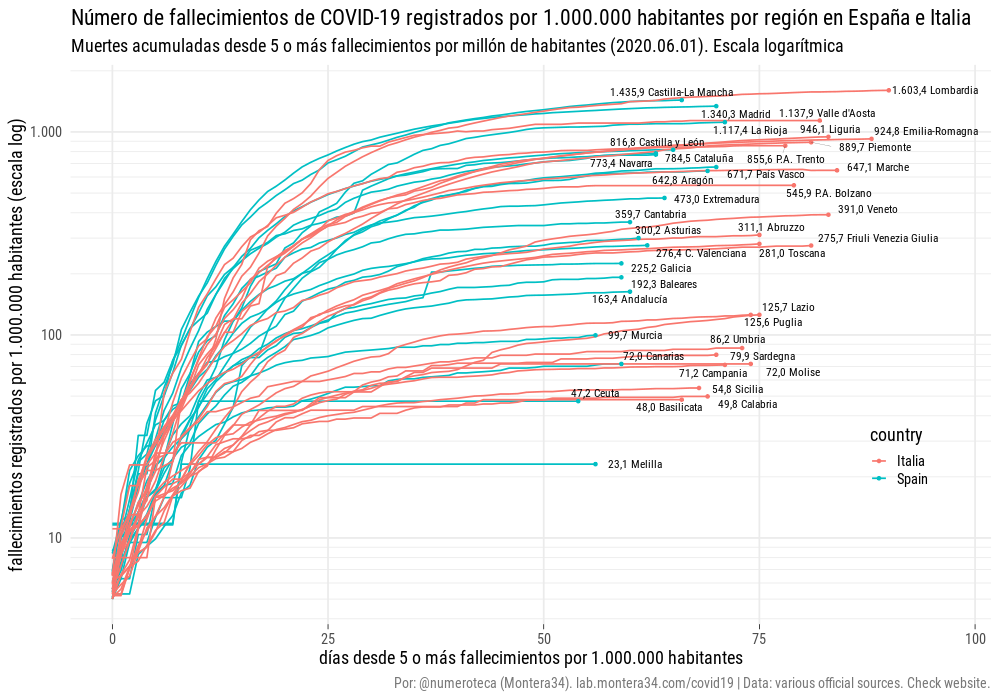 Número de fallecimientos de COVID-19 registrados por 1.000.000 habitantes por región en España e Italia
Muertes acumuladas desde 5 o más fallecimientos por millón de habitantes (2020.06.01). Escala logarítmica
fallecimientos registrados por 1.000.000 habitantes (escala log)
1.000
100
10
1.435,9 Castilla-La Mancha
1.603,4 Lombardia
1.340,3 Madrid
1.137,9 Valle d'Aosta
1.117,4 La Rioja
946,1 Liguria
924,8 Emilia-Romagna
816,8 Castilla y León
889,7 Piemonte
773,4 Navarra
784,5 Cataluña
855,6 P.A. Trento
647,1 Marche
671,7 País Vasco
642,8 Aragón
545,9 P.A. Bolzano
473,0 Extremadura
391,0 Veneto
359,7 Cantabria
300,2 Asturias
311,1 Abruzzo
275,7 Friuli Venezia Giulia
276,4 C. Valenciana
281,0 Toscana
225,2 Galicia
192,3 Baleares
163,4 Andalucía
125,7 Lazio
125,6 Puglia
99,7 Murcia
86,2 Umbria
72,0 Canarias
79,9 Sardegna
71,2 Campania
72,0 Molise
54,8 Sicilia
47,2 Ceuta
48,0 Basilicata
49,8 Calabria
23,1 Melilla
country
Italia
Spain
0
25
50
75
100
días desde 5 o más fallecimientos por 1.000.000 habitantes
Por: @numeroteca (Montera34). lab.montera34.com/covid19 | Data: various official sources. Check website.